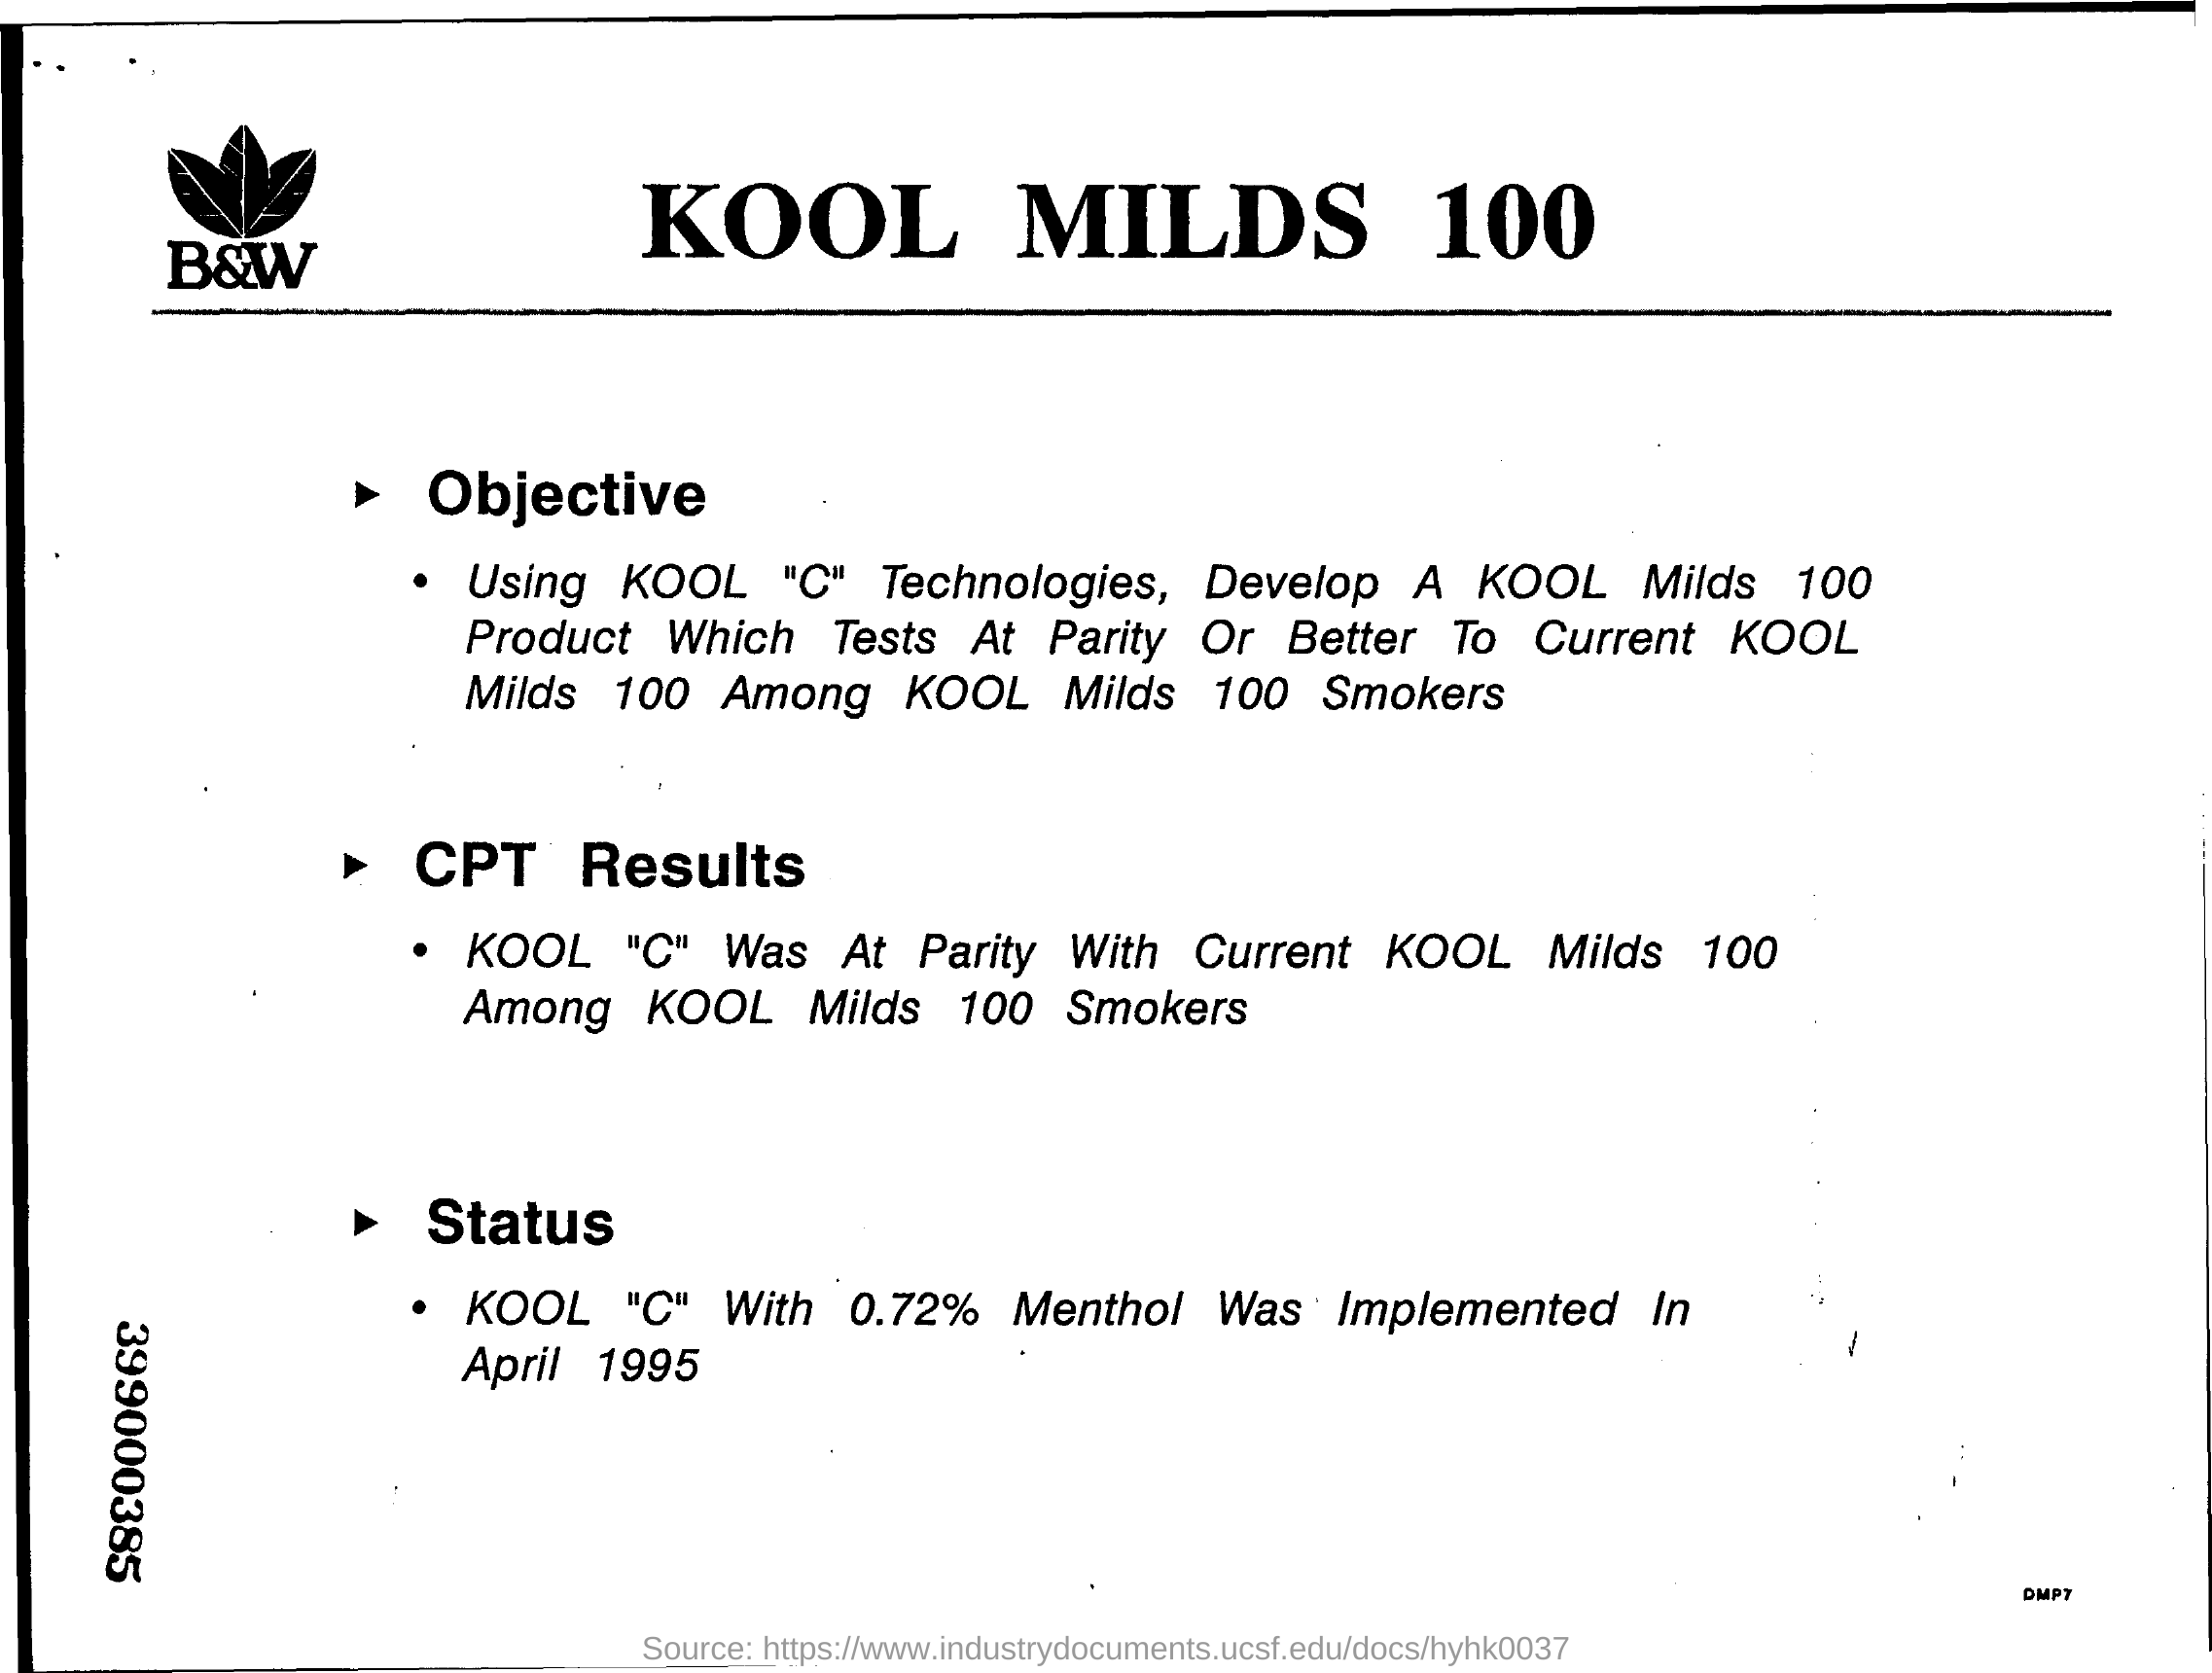 B&W
KOOL MILDS 100
► Objective
• Using KOOL "C" Technologies, Develop A KOOL Milds 100
Product Which Tests At Parity Or Better To Current KOOL
Milds 100 Among KOOL Milds 100 Smokers
► CPT Results
• KOOL "C" Was At Parity With Current KOOL Milds 100
Among KOOL Milds 100 Smokers
► Status
• KOOL "C" With 0.72% Menthol Was Implemented In
April 1995
399000385
DMP7
Source: https://www.industrydocuments.ucsf.edu/docs/hyhk0037